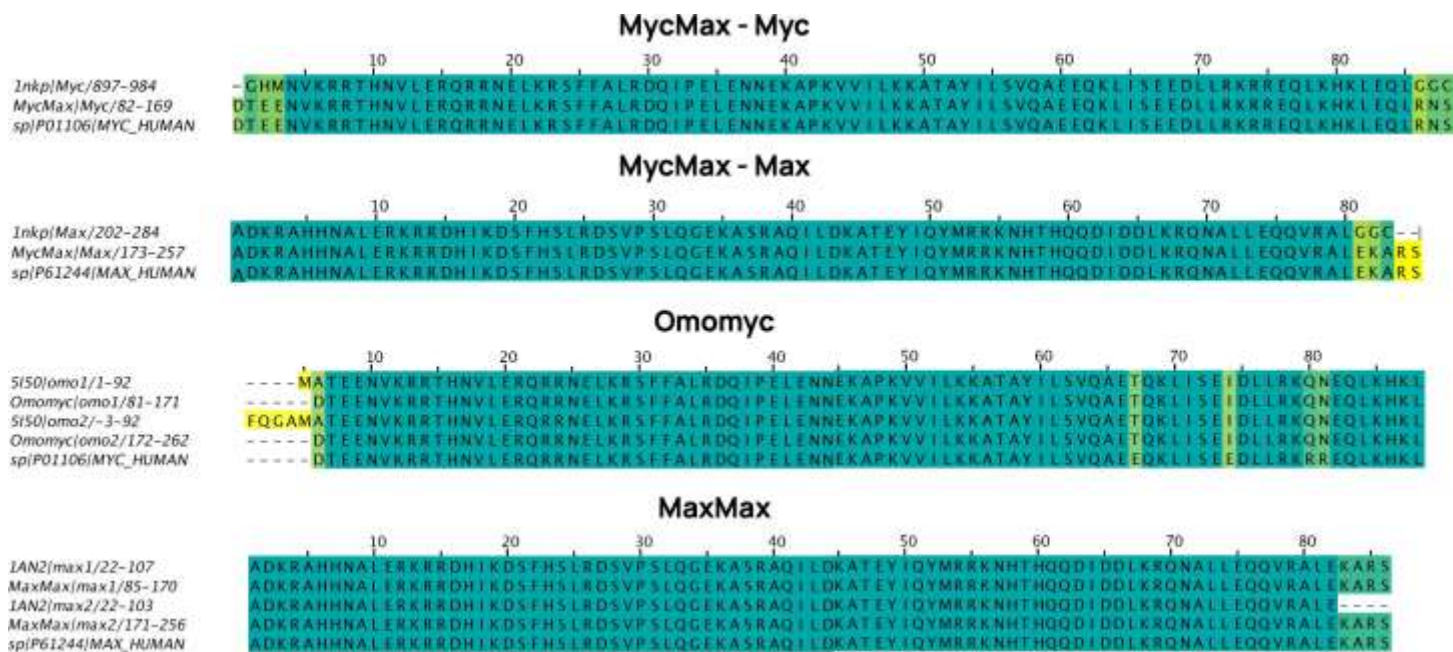 MycMax - Myc
10 20 30 40 50 60 70 80
1nkp|Myc/897-984 -GHMNVKRRTHNVLERQRRNELKRSFFALRDQIPELENNEKAPKVVILKKATAYILSVQAEEQKLISEEDLLRKRREQLKHKLEQLGGC
MycMax|Myc/82-169 DTEENVKRRTHNVLERQRRNELKRSFFALRDQIPELENNEKAPKVVILKKATAYILSVQAEEQKLISEEDLLRKRREQLKHKLEQLRNS
sp|P01106|MYC_HUMAN DTEENVKRRTHNVLERQRRNELKRSFFALRDQIPELENNEKAPKVVILKKATAYILSVQAEEQKLISEEDLLRKRREQLKHKLEQLRNS
MycMax - Max
10 20 30 40 50 60 70 80
1nkp|Max/202-284 ADKRAHHNALERKRRDHIKDSFHSLRDSVPSLQGEKASRAQILDKATEYIQYMRRKNHTHQQDIDDLKRQNALLEQQVRALGGC--
MycMax|Max/173-257 ADKRAHHNALERKRRDHIKDSFHSLRDSVPSLQGEKASRAQILDKATEYIQYMRRKNHTHQQDIDDLKRQNALLEQQVRALEKARS
sp|P61244|MAX_HUMAN ADKRAHHNALERKRRDHIKDSFHSLRDSVPSLQGEKASRAQILDKATEYIQYMRRKNHTHQQDIDDLKRQNALLEQQVRALEKARS
Omomyc
10 20 30 40 50 60 70 80
5I50|omo1/1-92 ----MATEENVKRRTHNVLERQRRNELKRSFFALRDQIPELENNEKAPKVVILKKATAYILSVQAETQKLISEIDLLRKQNEQLKHKL
Omomyc|omo1/81-171 -----DTEENVKRRTHNVLERQRRNELKRSFFALRDQIPELENNEKAPKVVILKKATAYILSVQAETQKLISEIDLLRKQNEQLKHKL
5I50|omo2/-3-92 FQGAMATEENVKRRTHNVLERQRRNELKRSFFALRDQIPELENNEKAPKVVILKKATAYILSVQAETQKLISEIDLLRKQNEQLKHKL
Omomyc|omo2/172-262 -----DTEENVKRRTHNVLERQRRNELKRSFFALRDQIPELENNEKAPKVVILKKATAYILSVQAETQKLISEIDLLRKQNEQLKHKL
sp|P01106|MYC_HUMAN -----DTEENVKRRTHNVLERQRRNELKRSFFALRDQIPELENNEKAPKVVILKKATAYILSVQAEEQKLISEEDLLRKRREQLKHKL
MaxMax
10 20 30 40 50 60 70 80
1AN2|max1/22-107 ADKRAHHNALERKRRDHIKDSFHSLRDSVPSLQGEKASRAQILDKATEYIQYMRRKNHTHQQDIDDLKRQNALLEQQVRALEKARS
MaxMax|max1/85-170 ADKRAHHNALERKRRDHIKDSFHSLRDSVPSLQGEKASRAQILDKATEYIQYMRRKNHTHQQDIDDLKRQNALLEQQVRALEKARS
1AN2|max2/22-103 ADKRAHHNALERKRRDHIKDSFHSLRDSVPSLQGEKASRAQILDKATEYIQYMRRKNHTHQQDIDDLKRQNALLEQQVRALE----
MaxMax|max2/171-256 ADKRAHHNALERKRRDHIKDSFHSLRDSVPSLQGEKASRAQILDKATEYIQYMRRKNHTHQQDIDDLKRQNALLEQQVRALEKARS
sp|P61244|MAX_HUMAN ADKRAHHNALERKRRDHIKDSFHSLRDSVPSLQGEKASRAQILDKATEYIQYMRRKNHTHQQDIDDLKRQNALLEQQVRALEKARS